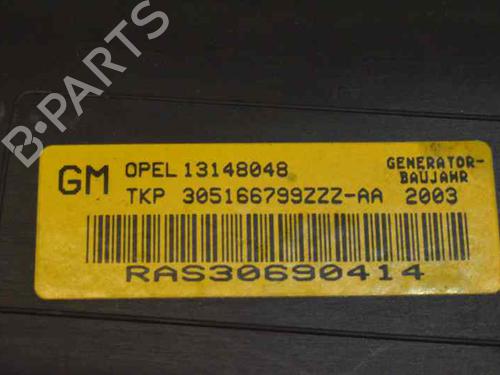 B-PARTS
GM OPEL 13148048 GENERATOR-
BAUJAHR
TKP 305166799ZZZ-AA 2003
RAS30690414